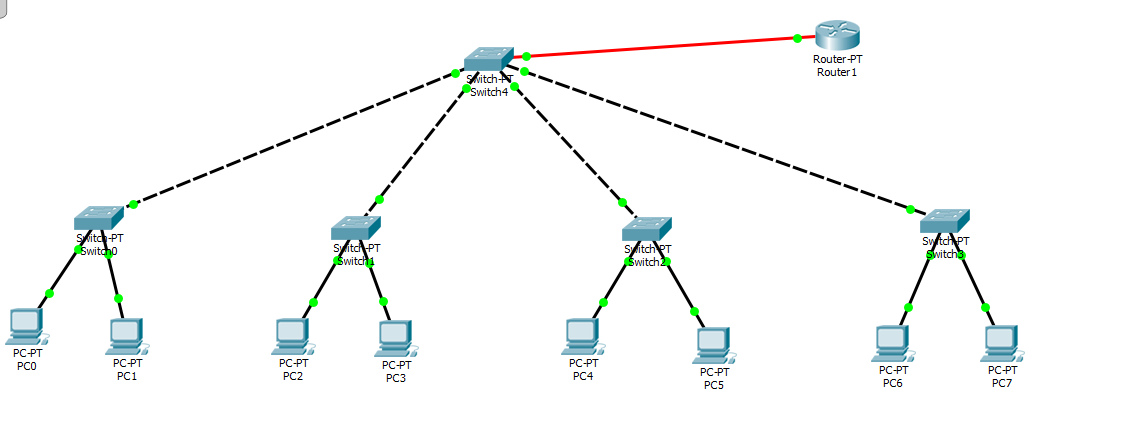 Router-PT
Router1
Switch-PT
Switch4
Switch-PT
Switch0
Switch-PT
Switch1
Switch-PT
Switch2
Switch-PT
Switch3
PC-PT
PC0
PC-PT
PC1
PC-PT
PC2
PC-PT
PC3
PC-PT
PC4
PC-PT
PC5
PC-PT
PC6
PC-PT
PC7